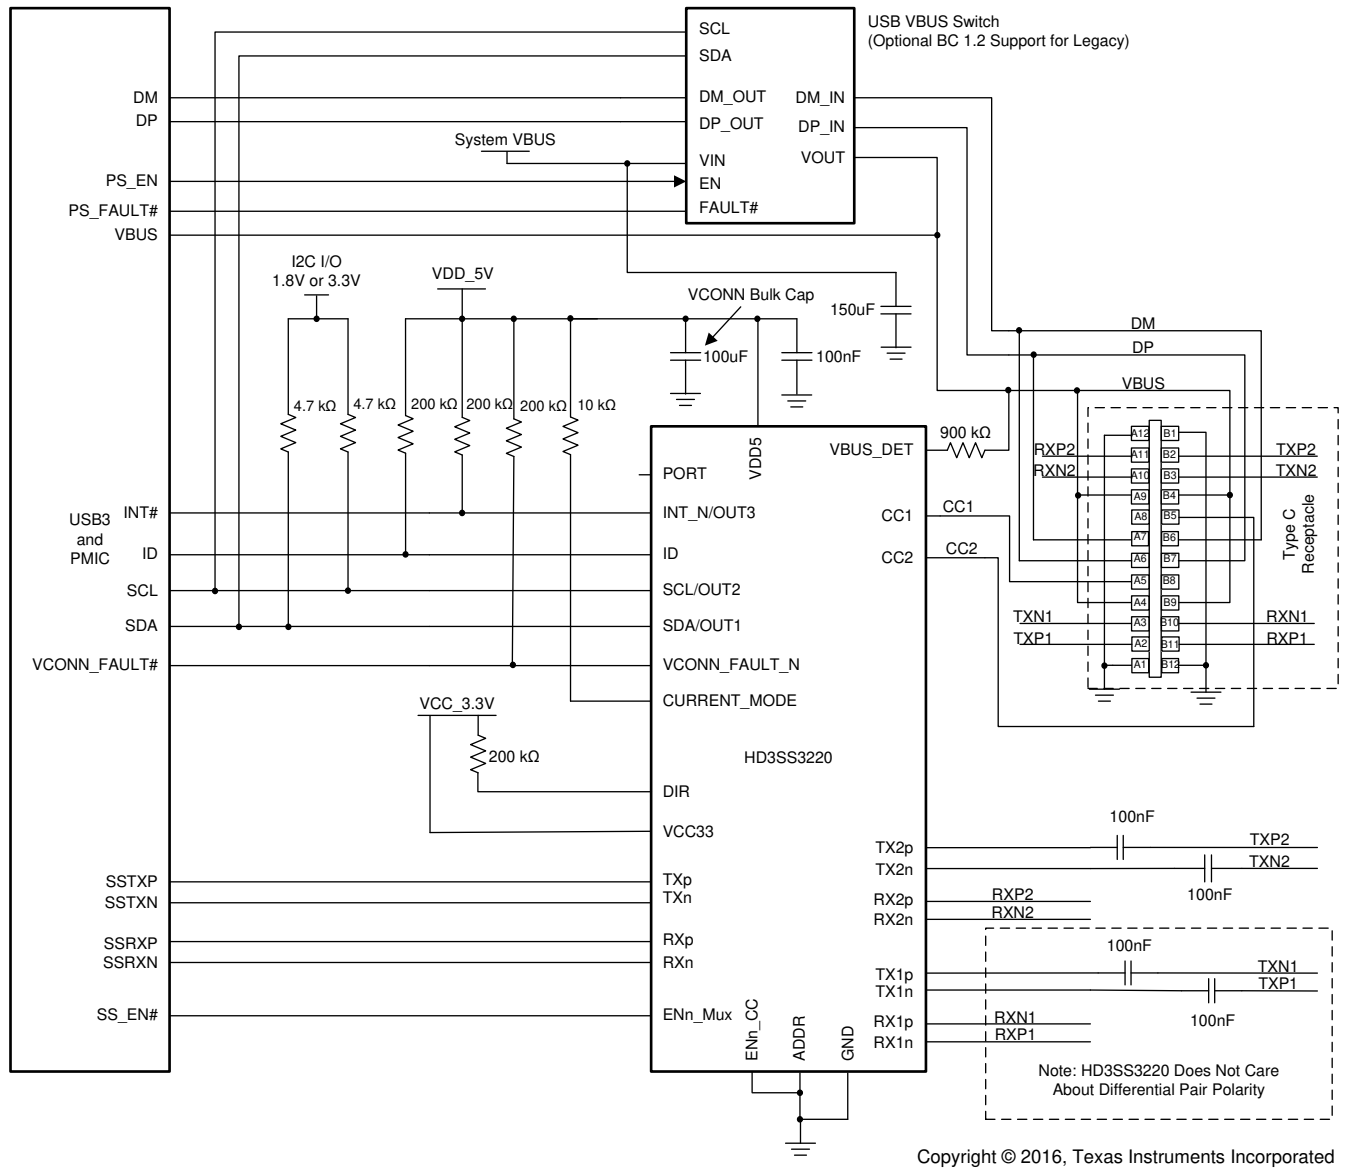 USB VBUS Switch
(Optional BC 1.2 Support for Legacy)
SCL
SDA
DM_OUT
DP_OUT
VIN
EN
FAULT#
DM_IN
DP_IN
VOUT
DM
DP
PS_EN
PS_FAULT#
VBUS
System VBUS
I2C I/O
1.8V or 3.3V
VDD_5V
VCONN Bulk Cap
150uF
100uF
100nF
4.7 kΩ
4.7 kΩ
200 kΩ
200 kΩ
200 kΩ
10 kΩ
USB3
and
PMIC
INT#
ID
SCL
SDA
VCONN_FAULT#
VCC_3.3V
200 kΩ
SSTXP
SSTXN
SSRXP
SSRXN
SS_EN#
VDD5
PORT
INT_N/OUT3
ID
SCL/OUT2
SDA/OUT1
VCONN_FAULT_N
CURRENT_MODE
HD3SS3220
DIR
VCC33
TXp
TXn
RXp
RXn
ENn_Mux
ENn_CC
ADDR
GND
VBUS_DET
CC1
CC2
TX2p
TX2n
RX2p
RX2n
TX1p
TX1n
RX1p
RX1n
900 kΩ
CC1
CC2
DM
DP
VBUS
RXP2
RXN2
TXN1
TXP1
A12
A11
A10
A9
A8
A7
A6
A5
A4
A3
A2
A1
B1
B2
B3
B4
B5
B6
B7
B8
B9
B10
B11
B12
TXP2
TXN2
RXN1
RXP1
Type C
Receptacle
100nF
TXP2
TXN2
100nF
RXP2
RXN2
100nF
TXN1
TXP1
100nF
RXN1
RXP1
Note: HD3SS3220 Does Not Care
About Differential Pair Polarity
Copyright © 2016, Texas Instruments Incorporated